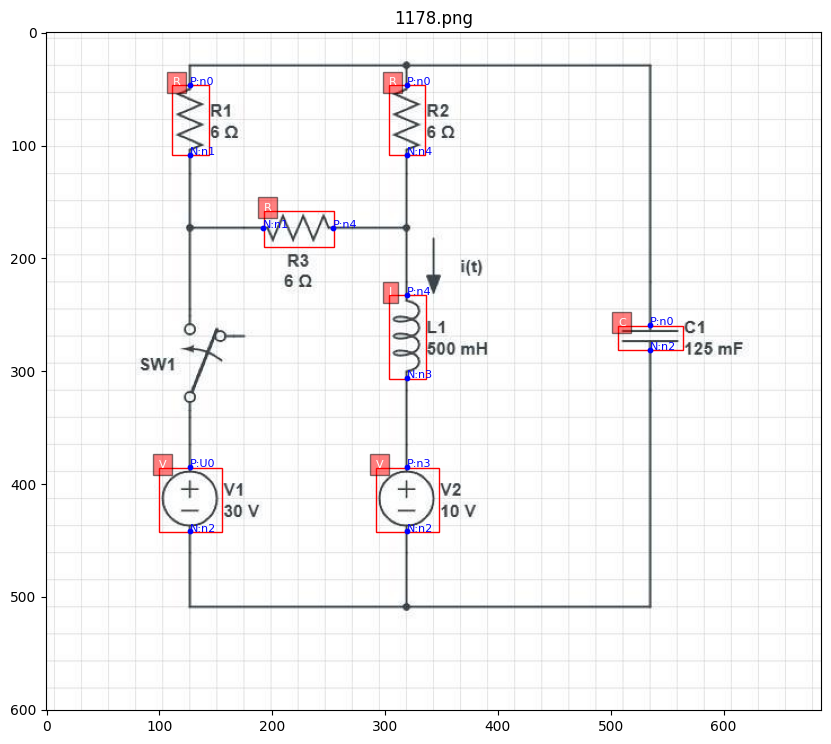 1178.png
0
100
200
300
400
500
600
0
100
200
300
400
500
600
R
P:n0
R1
6 Ω
N:n1
R
P:n0
R2
6 Ω
N:n4
R
N:n1
P:n4
R3
6 Ω
i(t)
P:n4
L1
500 mH
N:n3
C
P:n0
C1
N:n2
125 mF
SW1
V
P:U0
V1
30 V
N:n2
V
P:n3
V2
10 V
N:n2